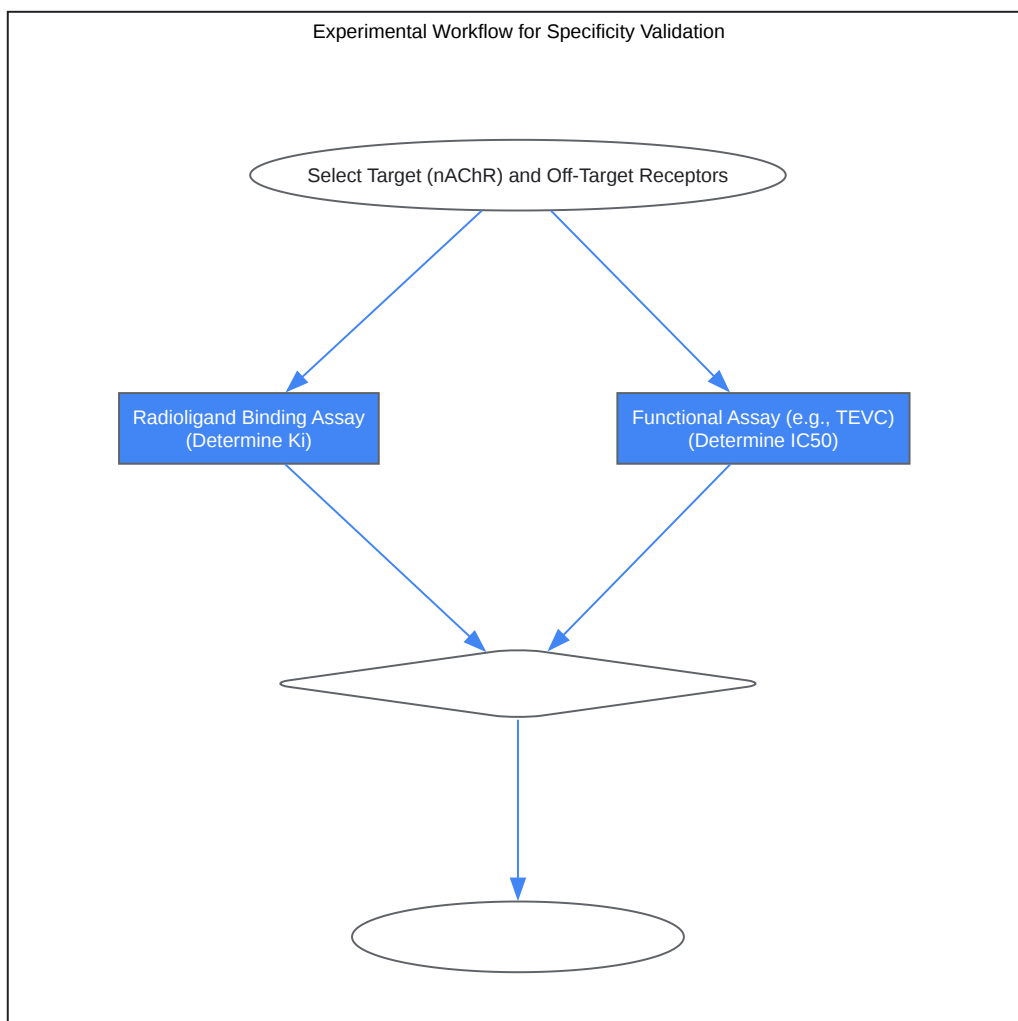 Experimental Workflow for Specificity Validation
Select Target (nAChR) and Off-Target Receptors
Radioligand Binding Assay
(Determine Ki)
Functional Assay (e.g., TEVC)
(Determine IC50)